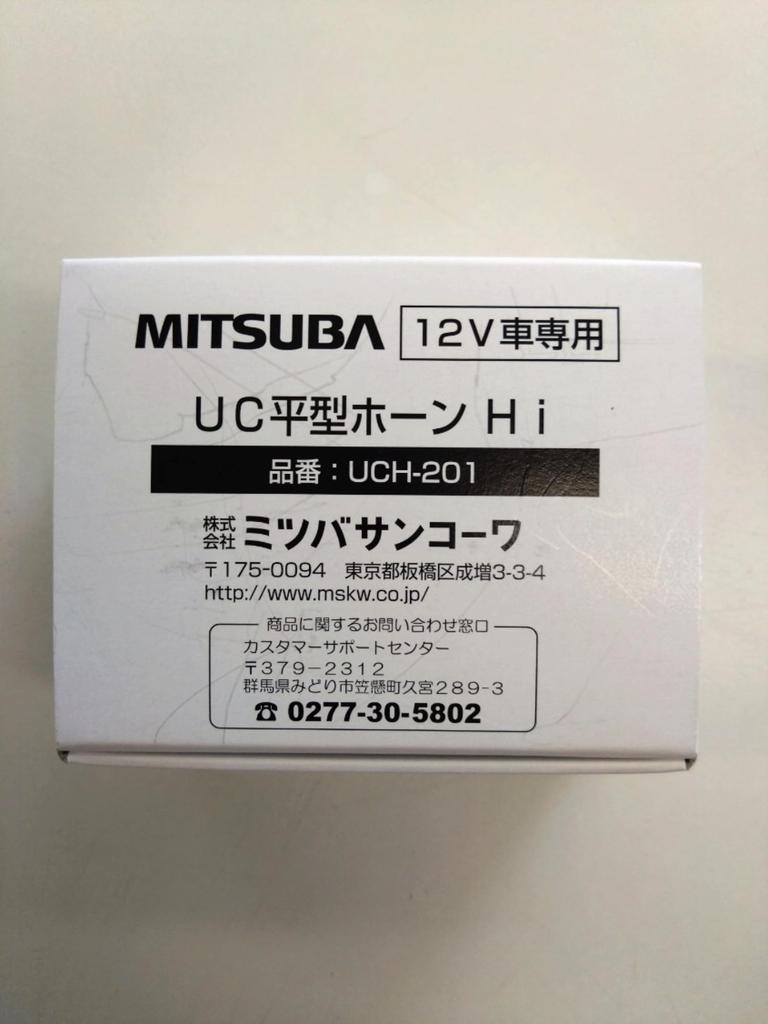 MITSUBA 12V車専用
UC平型ホーン Hi
品番：UCH-201
株式会社 ミツバサンコーワ
〒175-0094 東京都板橋区成増3-3-4
http://www.mskw.co.jp/
商品に関するお問い合わせ窓口
カスタマーサポートセンター
〒379-2312
群馬県みどり市笠懸町久宮289-3
☎ 0277-30-5802